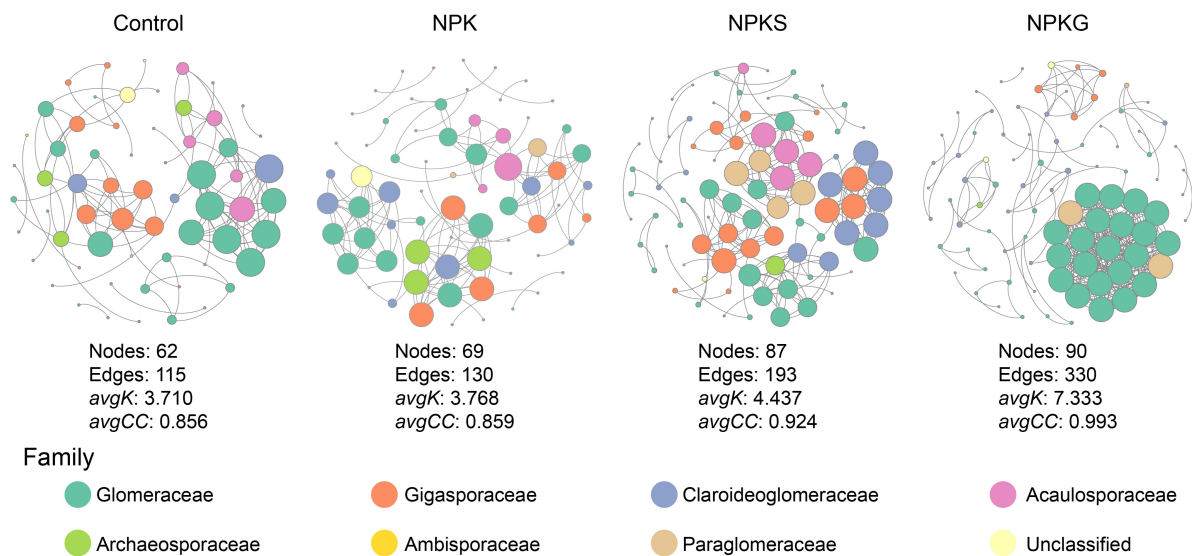 Control NPK NPKS NPKG
Nodes: 62 Nodes: 69 Nodes: 87 Nodes: 90
Edges: 115 Edges: 130 Edges: 193 Edges: 330
avgK: 3.710 avgK: 3.768 avgK: 4.437 avgK: 7.333
avgCC: 0.856 avgCC: 0.859 avgCC: 0.924 avgCC: 0.993
Family
Glomeraceae Gigasporaceae Claroideoglomeraceae Acaulosporaceae
Archaeosporaceae Ambisporaceae Paraglomeraceae Unclassified